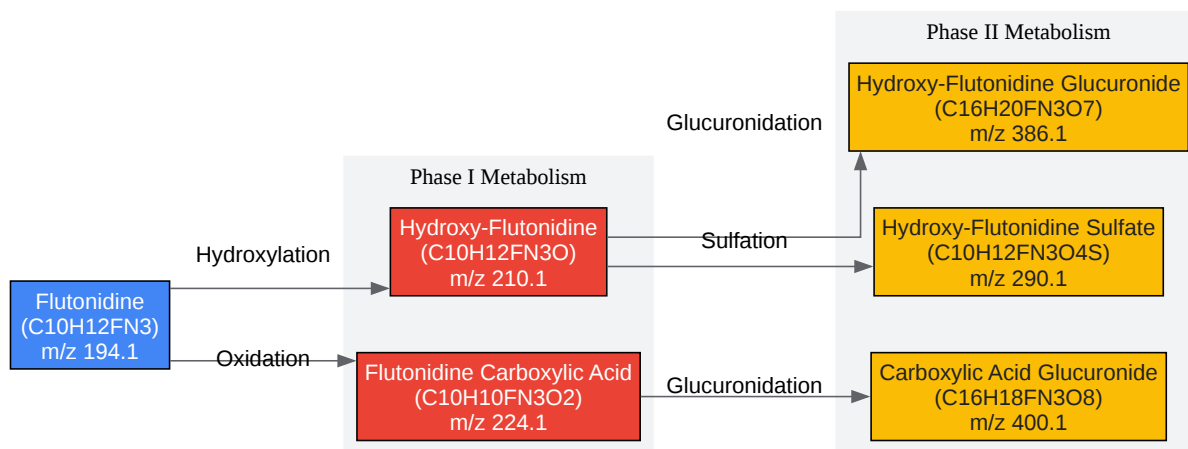 Phase II Metabolism
Hydroxy-Flutonidine Glucuronide
(C16H20FN3O7)
m/z 386.1
Glucuronidation
Phase I Metabolism
Hydroxy-Flutonidine
(C10H12FN3O)
m/z 210.1
Sulfation
Hydroxy-Flutonidine Sulfate
(C10H12FN3O4S)
m/z 290.1
Hydroxylation
Flutonidine
(C10H12FN3)
m/z 194.1
Oxidation
Flutonidine Carboxylic Acid
(C10H10FN3O2)
m/z 224.1
Glucuronidation
Carboxylic Acid Glucuronide
(C16H18FN3O8)
m/z 400.1